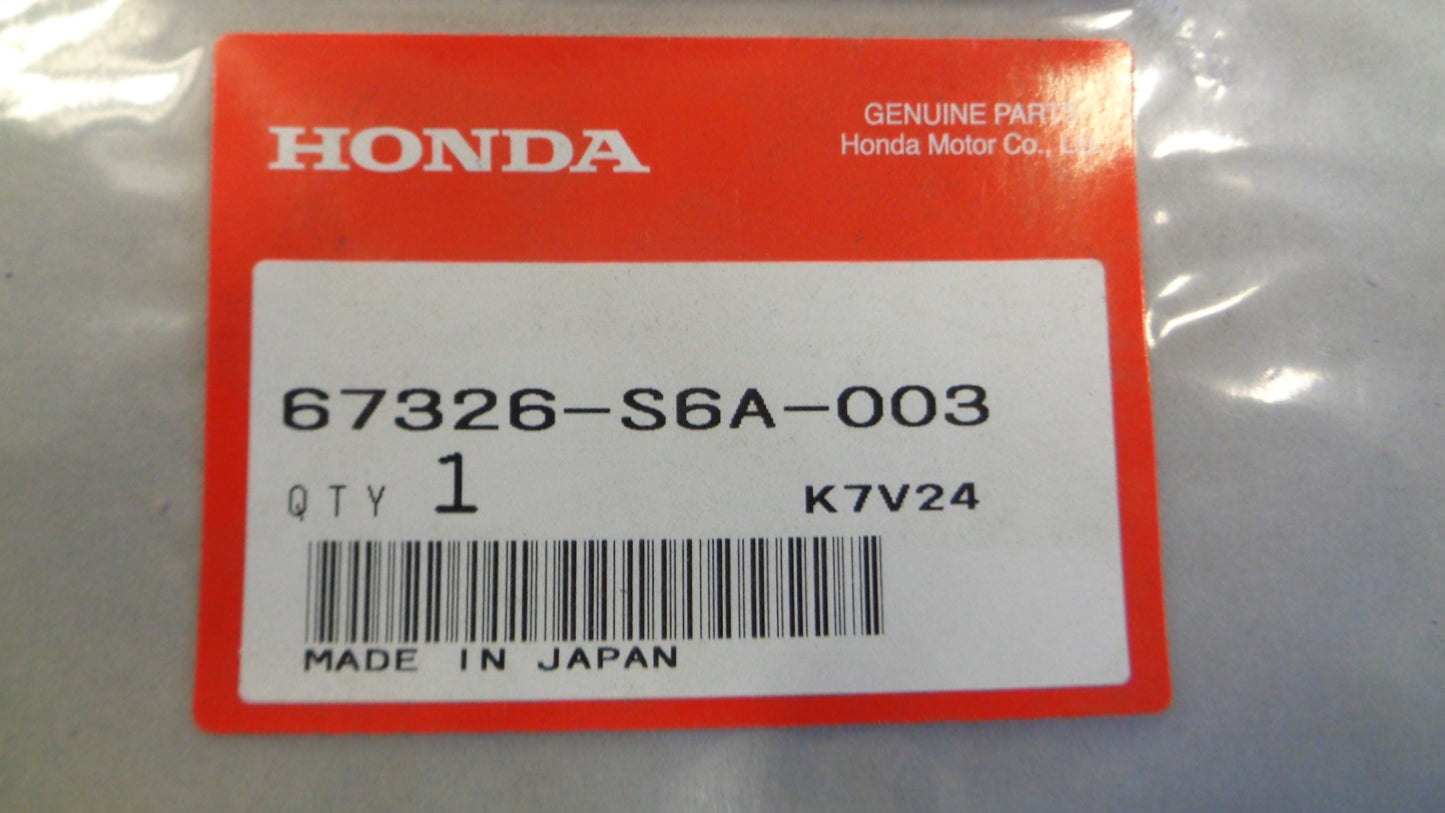 HONDA
GENUINE PARTS
Honda Motor Co., Ltd.
67326-S6A-003
QTY 1
K7V24
MADE IN JAPAN